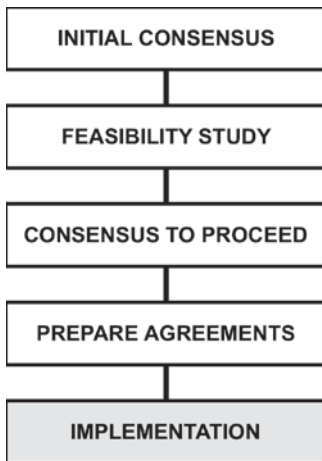 INITIAL CONSENSUS
FEASIBILITY STUDY
CONSENSUS TO PROCEED
PREPARE AGREEMENTS
IMPLEMENTATION